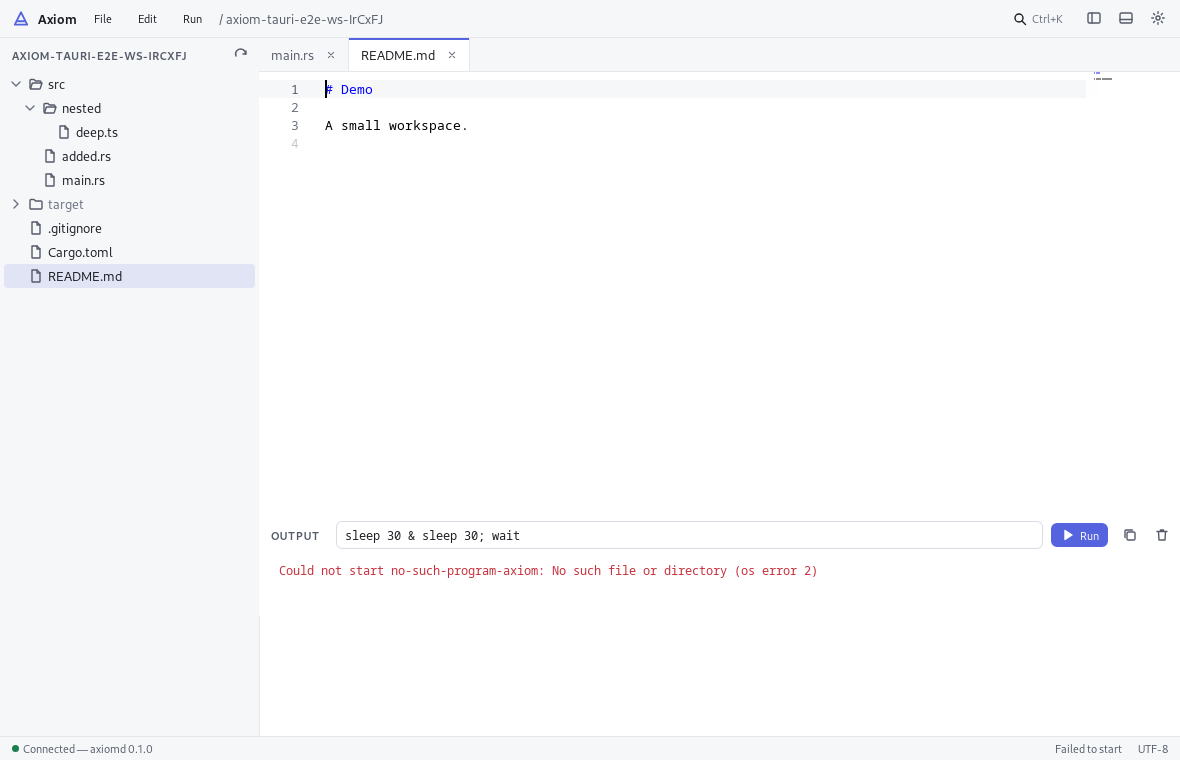 Axiom File Edit Run / axiom-tauri-e2e-ws-IrCxFJ Ctrl+K
AXIOM-TAURI-E2E-WS-IRCXFJ
src
nested
deep.ts
added.rs
main.rs
target
.gitignore
Cargo.toml
README.md
main.rs README.md
1 # Demo
2
3 A small workspace.
4
OUTPUT sleep 30 & sleep 30; wait Run
Could not start no-such-program-axiom: No such file or directory (os error 2)
Connected — axiomd 0.1.0 Failed to start UTF-8